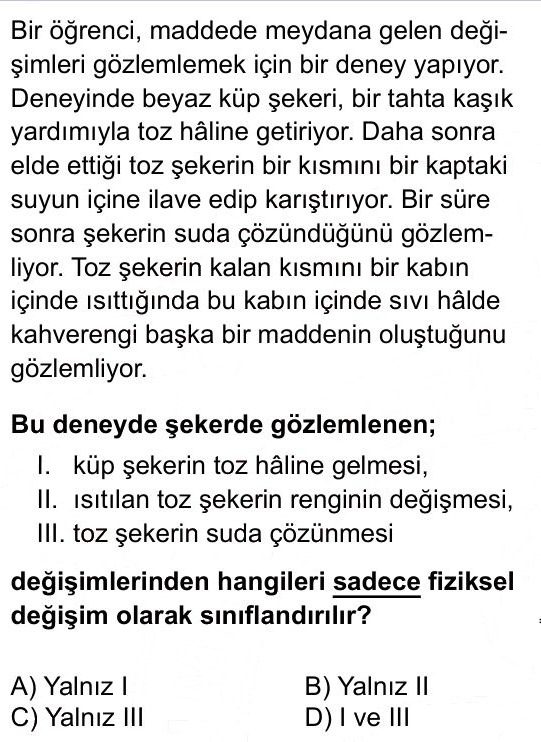 Bir öğrenci, maddede meydana gelen deği-
şimleri gözlemlemek için bir deney yapıyor.
Deneyinde beyaz küp şekeri, bir tahta kaşık
yardımıyla toz hâline getiriyor. Daha sonra
elde ettiği toz şekerin bir kısmını bir kaptaki
suyun içine ilave edip karıştırıyor. Bir süre
sonra şekerin suda çözündüğünü gözlem-
liyor. Toz şekerin kalan kısmını bir kabın
içinde ısıttığında bu kabın içinde sıvı hâlde
kahverengi başka bir maddenin oluştuğunu
gözlemliyor.
Bu deneyde şekerde gözlemlenen;
I. küp şekerin toz hâline gelmesi,
II. ısıtılan toz şekerin renginin değişmesi,
III. toz şekerin suda çözünmesi
değişimlerinden hangileri sadece fiziksel
değişim olarak sınıflandırılır?
A) Yalnız I B) Yalnız II
C) Yalnız III D) I ve III